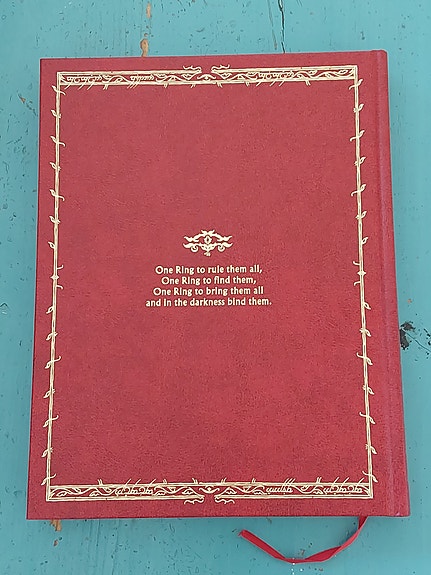 One Ring to rule them all,
One Ring to find them,
One Ring to bring them all
and in the darkness bind them.